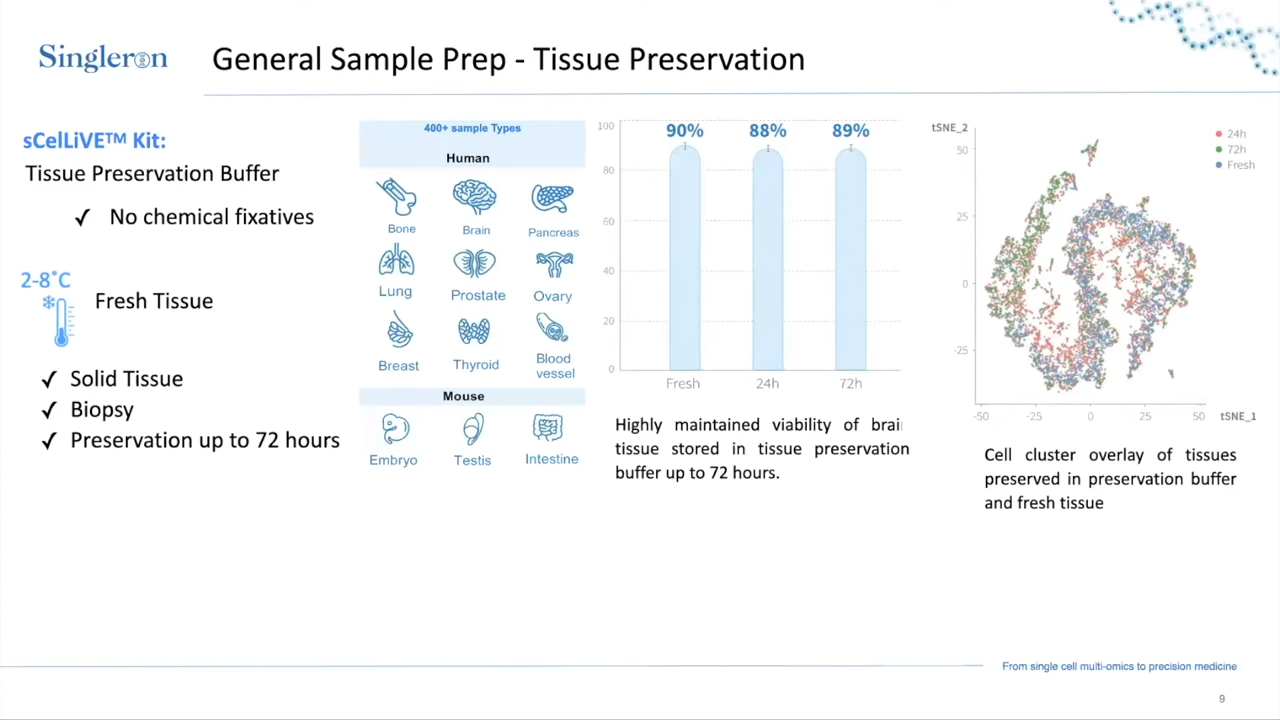 Singleron
General Sample Prep - Tissue Preservation
sCelLiVE™ Kit:
Tissue Preservation Buffer
✓ No chemical fixatives
2-8˚C
Fresh Tissue
✓ Solid Tissue
✓ Biopsy
✓ Preservation up to 72 hours
400+ sample Types
Human
Bone Brain Pancreas
Lung Prostate Ovary
Breast Thyroid Blood
vessel
Mouse
Embryo Testis Intestine
100
80
60
40
20
0
90% 88% 89%
Fresh 24h 72h
Highly maintained viability of brai
tissue stored in tissue preservation
buffer up to 72 hours.
tSNE_2
50
25
0
-25
-50 -25 0 25 50 tSNE_1
24h
72h
Fresh
Cell cluster overlay of tissues
preserved in preservation buffer
and fresh tissue
From single cell multi-omics to precision medicine
9